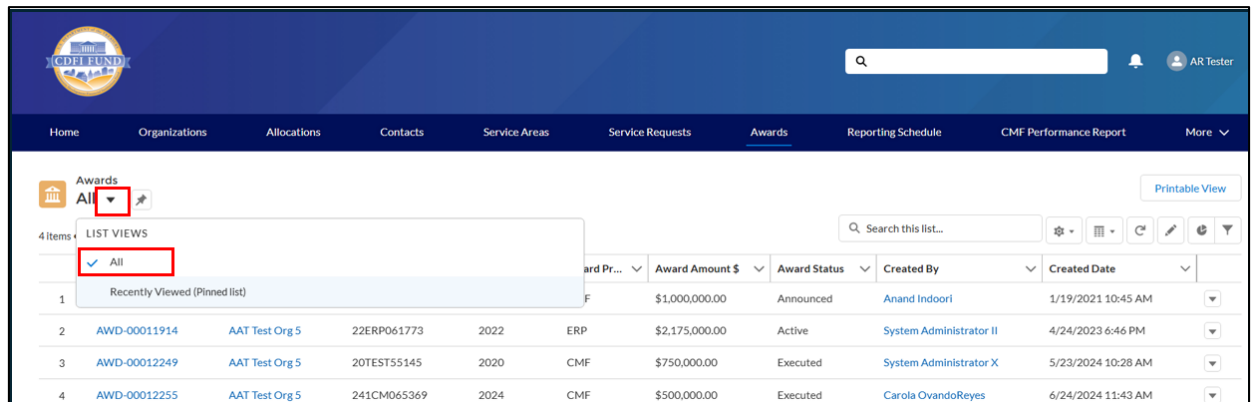 CDFI FUND
AR Tester
Home Organizations Allocations Contacts Service Areas Service Requests Awards Reporting Schedule CMF Performance Report More
Awards
All
Printable View
4 items •
Search this list...
LIST VIEWS
All
Recently Viewed (Pinned list)
ard Pr... Award Amount $ Award Status Created By Created Date
1 F $1,000,000.00 Announced Anand Indoori 1/19/2021 10:45 AM
2 AWD-00011914 AAT Test Org 5 22ERP061773 2022 ERP $2,175,000.00 Active System Administrator II 4/24/2023 6:46 PM
3 AWD-00012249 AAT Test Org 5 20TEST55145 2020 CMF $750,000.00 Executed System Administrator X 5/23/2024 10:28 AM
4 AWD-00012255 AAT Test Org 5 241CM065369 2024 CMF $500,000.00 Executed Carola OvandoReyes 6/24/2024 11:43 AM